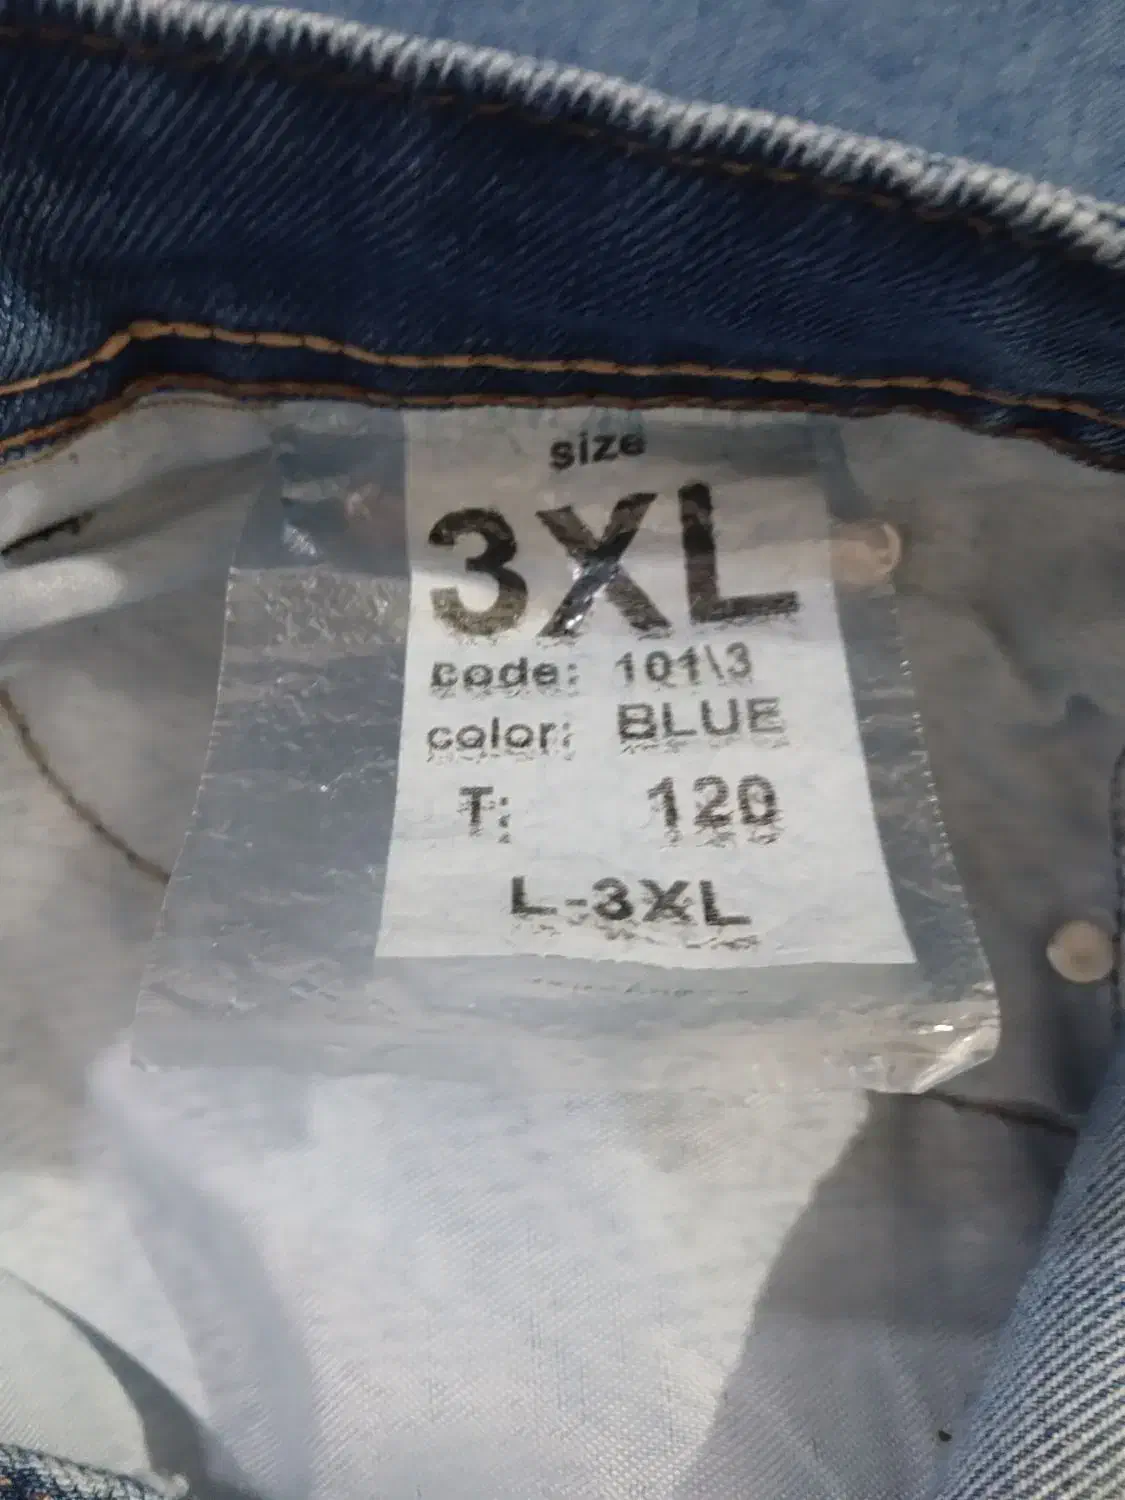 size
3XL
code: 101\3
color: BLUE
T: 120
L-3XL